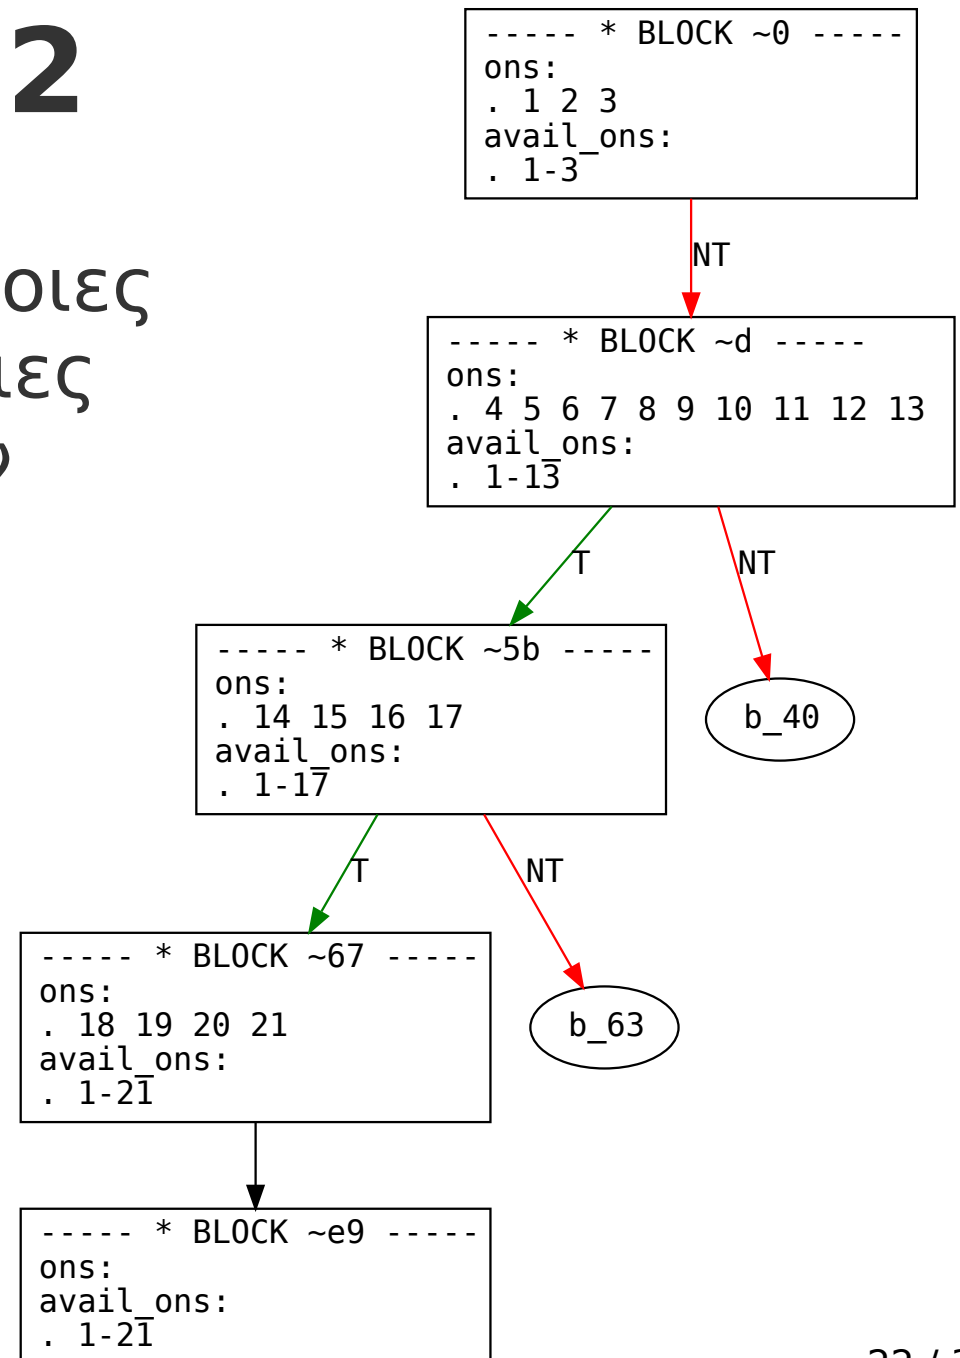 2
οιες
ιες
----- * BLOCK ~0 -----
ons:
. 1 2 3
avail_ons:
. 1-3
NT
----- * BLOCK ~d -----
ons:
. 4 5 6 7 8 9 10 11 12 13
avail_ons:
. 1-13
T
NT
----- * BLOCK ~5b -----
ons:
. 14 15 16 17
avail_ons:
. 1-17
b_40
T
NT
----- * BLOCK ~67 -----
ons:
. 18 19 20 21
avail_ons:
. 1-21
b_63
----- * BLOCK ~e9 -----
ons:
avail_ons:
. 1-21